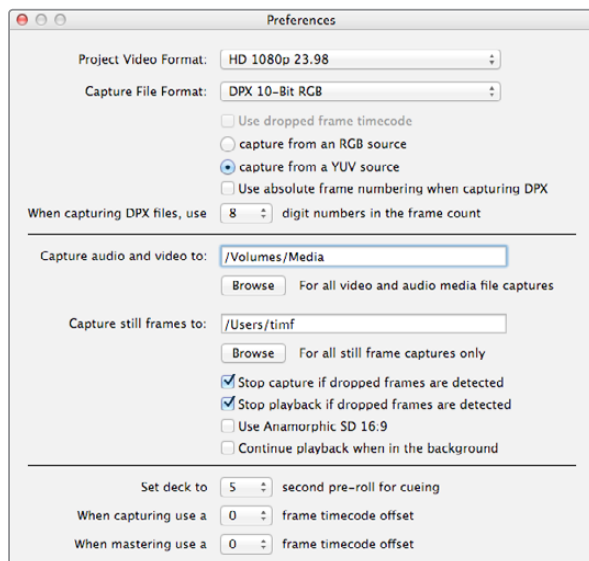 Preferences
Project Video Format: HD 1080p 23.98
Capture File Format: DPX 10-Bit RGB
Use dropped frame timecode
capture from an RGB source
capture from a YUV source
Use absolute frame numbering when capturing DPX
When capturing DPX files, use 8 digit numbers in the frame count
Capture audio and video to: /Volumes/Media
Browse For all video and audio media file captures
Capture still frames to: /Users/timf
Browse For all still frame captures only
Stop capture if dropped frames are detected
Stop playback if dropped frames are detected
Use Anamorphic SD 16:9
Continue playback when in the background
Set deck to 5 second pre-roll for cueing
When capturing use a 0 frame timecode offset
When mastering use a 0 frame timecode offset